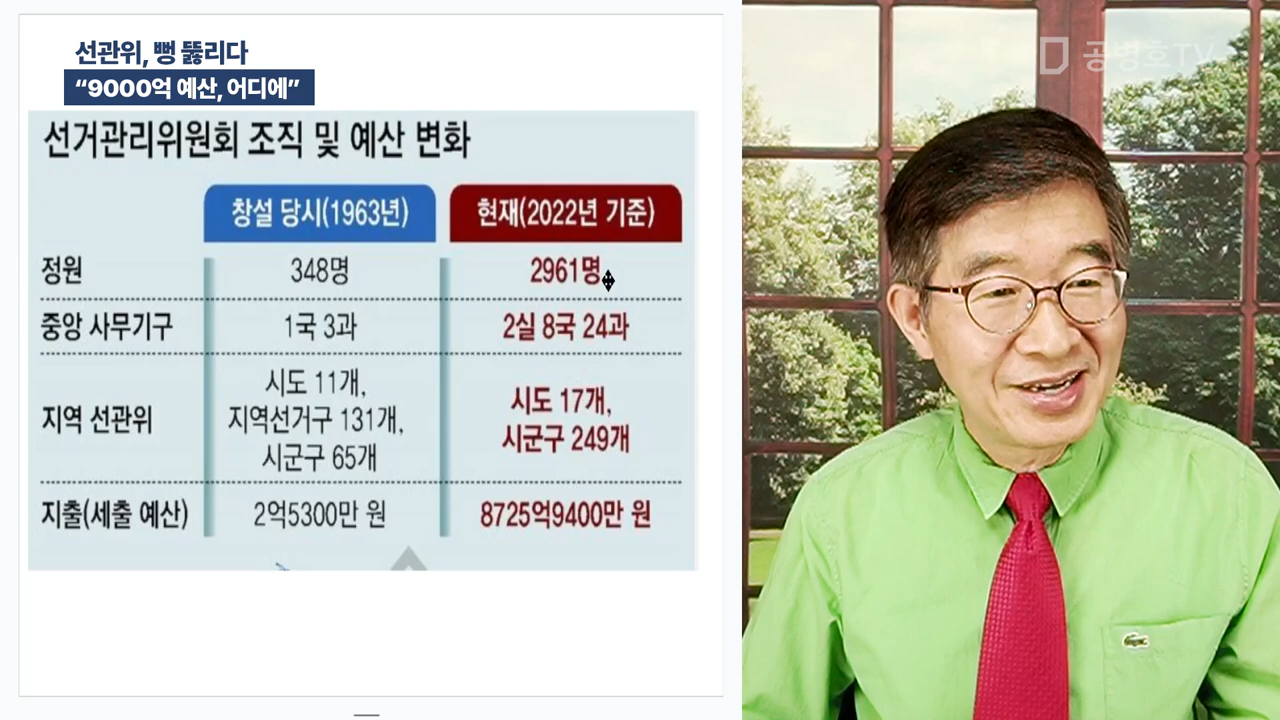 선관위, 뻥 뚫리다
“9000억 예산, 어디에”
선거관리위원회 조직 및 예산 변화
창설 당시(1963년) 현재(2022년 기준)
정원 348명 2961명
중앙 사무기구 1국 3과 2실 8국 24과
지역 선관위 시도 11개, 지역선거구 131개, 시군구 65개 시도 17개, 시군구 249개
지출(세출 예산) 2억5300만 원 8725억9400만 원
공병호TV